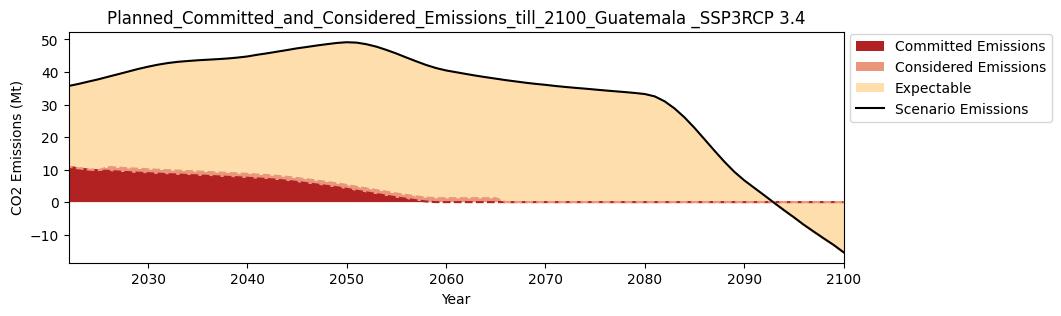 Planned_Committed_and_Considered_Emissions_till_2100_Guatemala _SSP3RCP 3.4
CO2 Emissions (Mt)
50
40
30
20
10
0
−10
2030
2040
2050
2060
2070
2080
2090
2100
Year
Committed Emissions
Considered Emissions
Expectable
Scenario Emissions